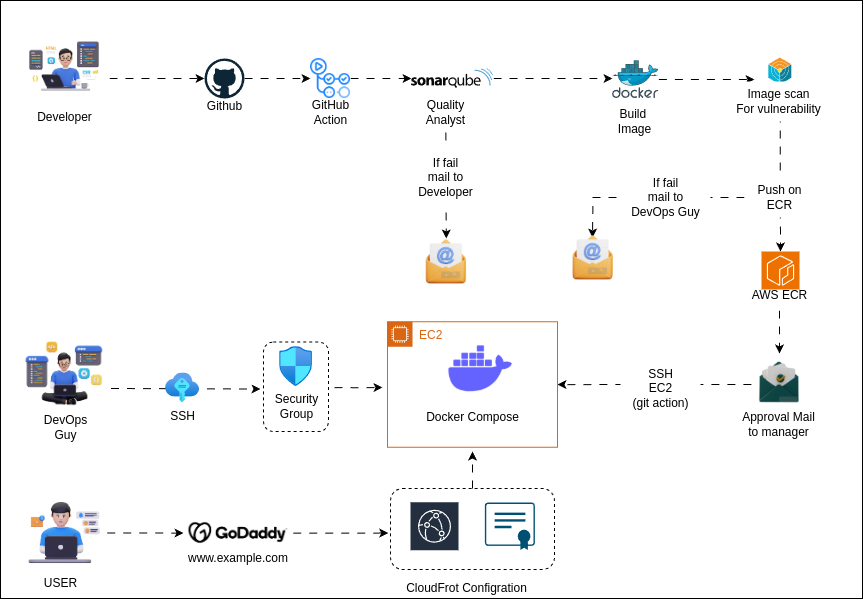 Developer
Github
GitHub
Action
sonarqube
Quality
Analyst
docker
Build
Image
Image scan
For vulnerability
If fail
mail to
Developer
If fail
mail to
DevOps Guy
Push on
ECR
AWS ECR
DevOps
Guy
SSH
Security
Group
EC2
Docker Compose
SSH
EC2
(git action)
Approval Mail
to manager
USER
GoDaddy
www.example.com
CloudFrot Configration